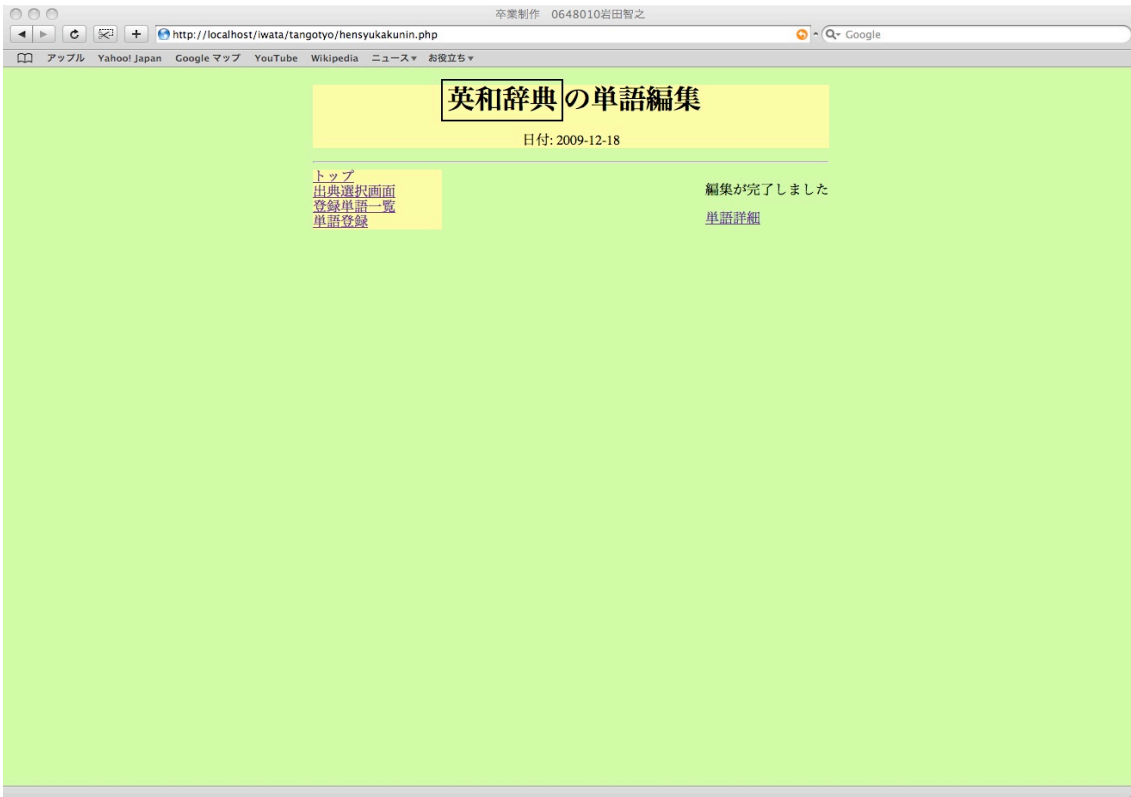 卒業制作　0648010岩田智之
http://localhost/iwata/tangotyo/hensyukakunin.php
Google
アップル Yahoo! Japan Google マップ YouTube Wikipedia ニュース▼ お役立ち▼
英和辞典の単語編集
日付: 2009-12-18
トップ
出典選択画面
登録単語一覧
単語登録
編集が完了しました
単語詳細